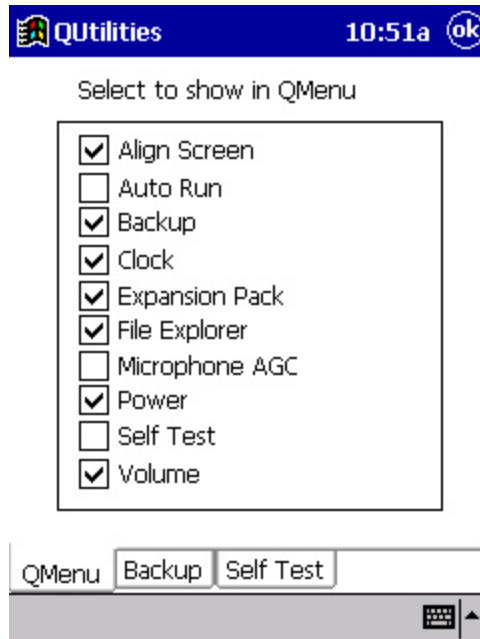 QUtilities 10:51a ok
Select to show in QMenu
Align Screen
Auto Run
Backup
Clock
Expansion Pack
File Explorer
Microphone AGC
Power
Self Test
Volume
QMenu Backup Self Test